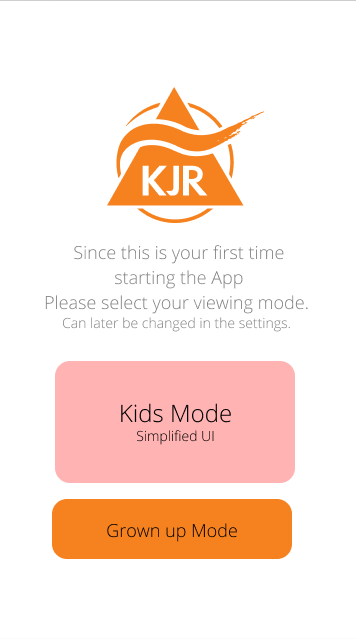 KJR
Since this is your first time
starting the App
Please select your viewing mode.
Can later be changed in the settings.
Kids Mode
Simplified UI
Grown up Mode